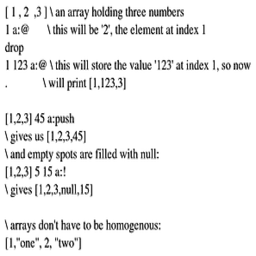 [ 1 , 2 ,3 ] \ an array holding three numbers
1 a:@ \ this will be '2', the element at index 1
drop
1 123 a:@ \ this will store the value '123' at index 1, so now
. \ will print [1,123,3]
[1,2,3] 45 a:push
\ gives us [1,2,3,45]
\ and empty spots are filled with null:
[1,2,3] 5 15 a:!
\ gives [1,2,3,null,15]
\ arrays don't have to be homogenous:
[1,"one", 2, "two"]